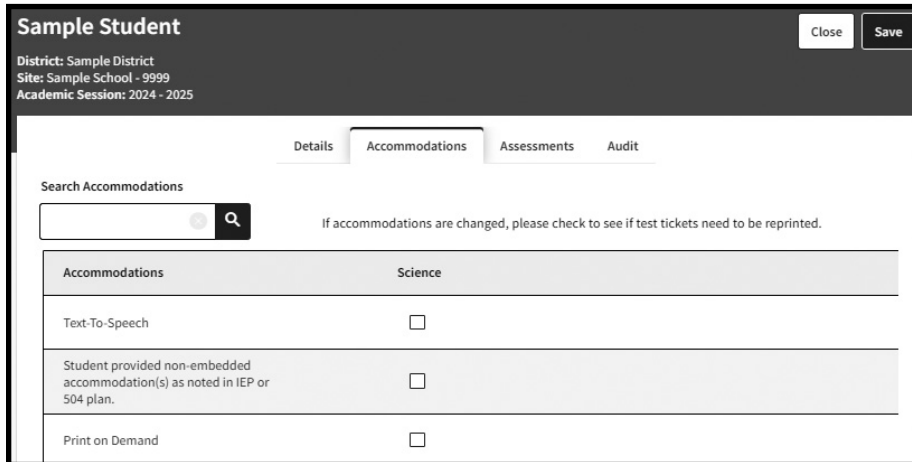 Sample Student
Close
Save
District: Sample District
Site: Sample School - 9999
Academic Session: 2024 - 2025
Details
Accommodations
Assessments
Audit
Search Accommodations
If accommodations are changed, please check to see if test tickets need to be reprinted.
Accommodations
Science
Text-To-Speech
Student provided non-embedded
accommodation(s) as noted in IEP or
504 plan.
Print on Demand